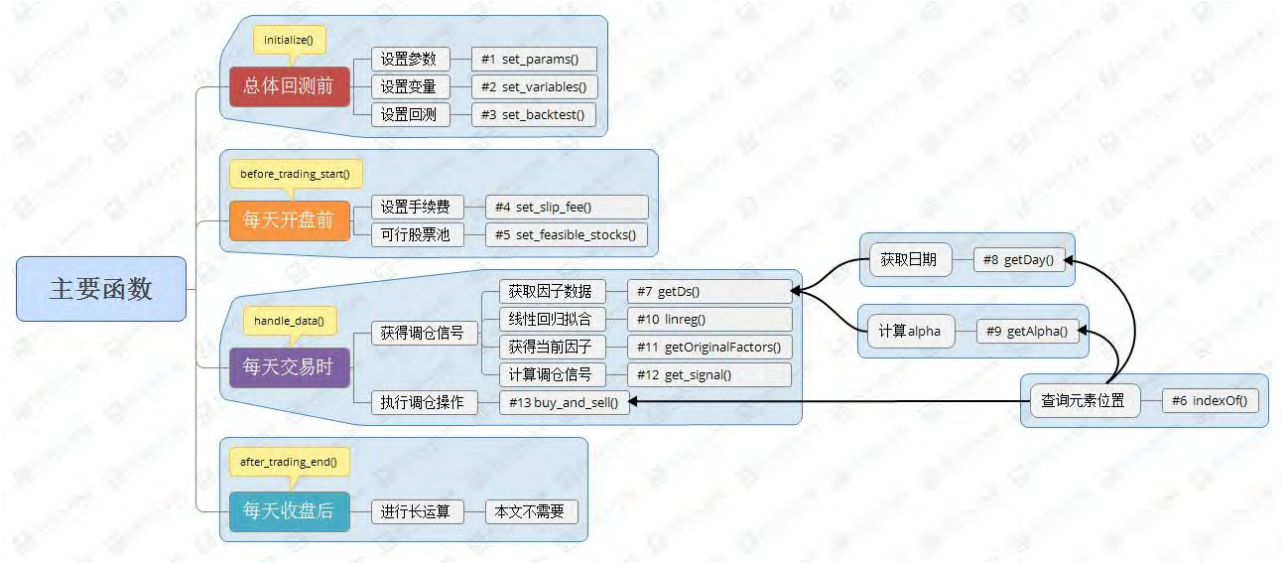 initialize()
总体回测前
设置参数
#1 set_params()
设置变量
#2 set_variables()
设置回测
#3 set_backtest()
before_trading_start()
每天开盘前
设置手续费
#4 set_slip_fee()
可行股票池
#5 set_feasible_stocks()
主要函数
handle_data()
每天交易时
获得调仓信号
获取因子数据
#7 getDs()
线性回归拟合
#10 linreg()
获得当前因子
#11 getOriginalFactors()
计算调仓信号
#12 get_signal()
执行调仓操作
#13 buy_and_sell()
获取日期
#8 getDay()
计算alpha
#9 getAlpha()
查询元素位置
#6 indexOf()
after_trading_end()
每天收盘后
进行长运算
本文不需要